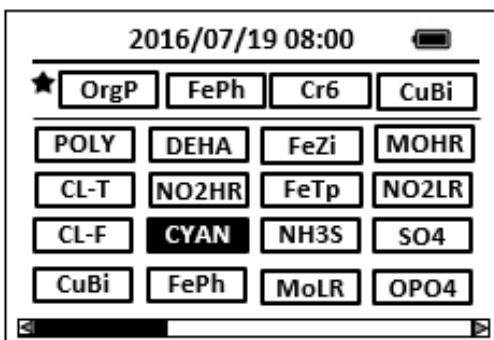 2016/07/19 08:00
OrgP FePh Cr6 CuBi
POLY DEHA FeZi MOHR
CL-T NO2HR FeTp NO2LR
CL-F CYAN NH3S SO4
CuBi FePh MoLR OPO4